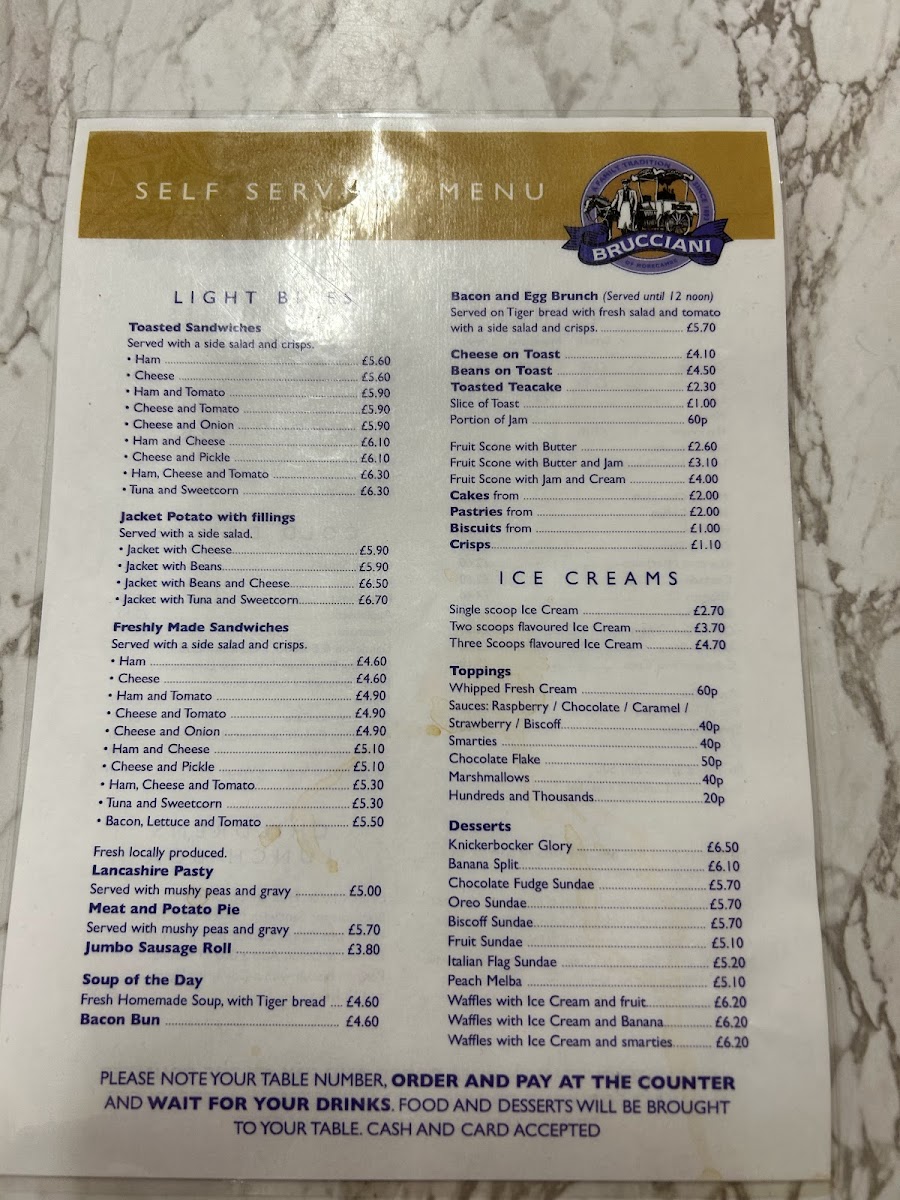 SELF SERVICE MENU
A FAMILY TRADITION SINCE
BRUCCIANI
OF MORECAMBE
LIGHT BITES
Toasted Sandwiches
Served with a side salad and crisps.
• Ham £5.60
• Cheese £5.60
• Ham and Tomato £5.90
• Cheese and Tomato £5.90
• Cheese and Onion £5.90
• Ham and Cheese £6.10
• Cheese and Pickle £6.10
• Ham, Cheese and Tomato £6.30
• Tuna and Sweetcorn £6.30
Jacket Potato with fillings
Served with a side salad.
• Jacket with Cheese £5.90
• Jacket with Beans £5.90
• Jacket with Beans and Cheese £6.50
• Jacket with Tuna and Sweetcorn £6.70
Freshly Made Sandwiches
Served with a side salad and crisps.
• Ham £4.60
• Cheese £4.60
• Ham and Tomato £4.90
• Cheese and Tomato £4.90
• Cheese and Onion £4.90
• Ham and Cheese £5.10
• Cheese and Pickle £5.10
• Ham, Cheese and Tomato £5.30
• Tuna and Sweetcorn £5.30
• Bacon, Lettuce and Tomato £5.50
Fresh locally produced.
Lancashire Pasty
Served with mushy peas and gravy £5.00
Meat and Potato Pie
Served with mushy peas and gravy £5.70
Jumbo Sausage Roll £3.80
Soup of the Day
Fresh Homemade Soup, with Tiger bread £4.60
Bacon Bun £4.60
Bacon and Egg Brunch (Served until 12 noon)
Served on Tiger bread with fresh salad and tomato
with a side salad and crisps. £5.70
Cheese on Toast £4.10
Beans on Toast £4.50
Toasted Teacake £2.30
Slice of Toast £1.00
Portion of Jam 60p
Fruit Scone with Butter £2.60
Fruit Scone with Butter and Jam £3.10
Fruit Scone with Jam and Cream £4.00
Cakes from £2.00
Pastries from £2.00
Biscuits from £1.00
Crisps £1.10
ICE CREAMS
Single scoop Ice Cream £2.70
Two scoops flavoured Ice Cream £3.70
Three Scoops flavoured Ice Cream £4.70
Toppings
Whipped Fresh Cream 60p
Sauces: Raspberry / Chocolate / Caramel /
Strawberry / Biscoff 40p
Smarties 40p
Chocolate Flake 50p
Marshmallows 40p
Hundreds and Thousands 20p
Desserts
Knickerbocker Glory £6.50
Banana Split £6.10
Chocolate Fudge Sundae £5.70
Oreo Sundae £5.70
Biscoff Sundae £5.70
Fruit Sundae £5.10
Italian Flag Sundae £5.20
Peach Melba £5.10
Waffles with Ice Cream and fruit £6.20
Waffles with Ice Cream and Banana £6.20
Waffles with Ice Cream and smarties £6.20
PLEASE NOTE YOUR TABLE NUMBER, ORDER AND PAY AT THE COUNTER
AND WAIT FOR YOUR DRINKS. FOOD AND DESSERTS WILL BE BROUGHT
TO YOUR TABLE. CASH AND CARD ACCEPTED